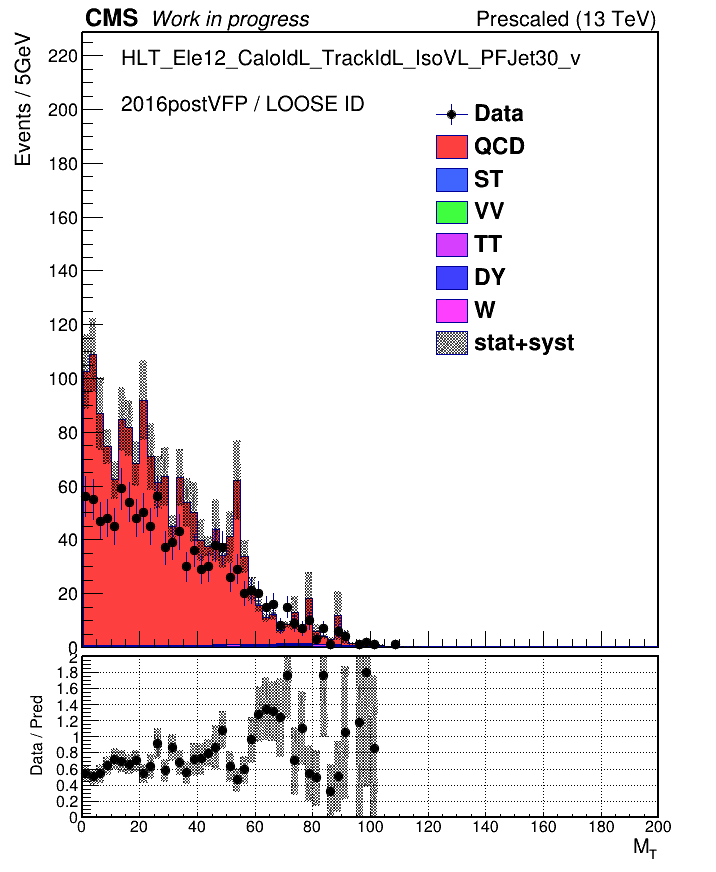 CMS Work in progress Prescaled (13 TeV)
Events / 5GeV
HLT_Ele12_CaloIdL_TrackIdL_IsoVL_PFJet30_v
2016postVFP / LOOSE ID
Data
QCD
ST
VV
TT
DY
W
stat+syst
220
200
180
160
140
120
100
80
60
40
20
0
Data / Pred
2
1.8
1.6
1.4
1.2
1
0.8
0.6
0.4
0.2
0
0 20 40 60 80 100 120 140 160 180 200
M_T